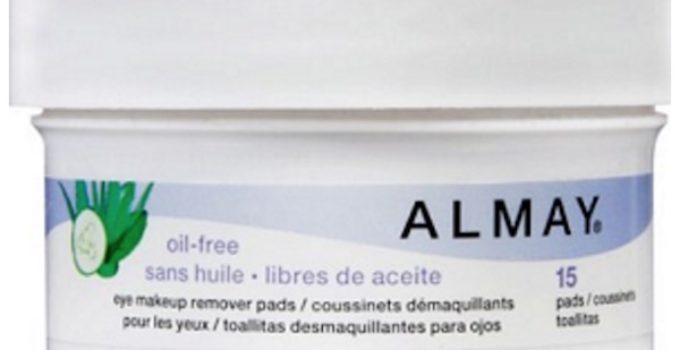 ALMAY®
oil-free
sans huile • libres de aceite
eye makeup remover pads / coussinets démaquillants
pour les yeux / toallitas desmaquillantes para ojos
15
pads / coussinets
toallitas